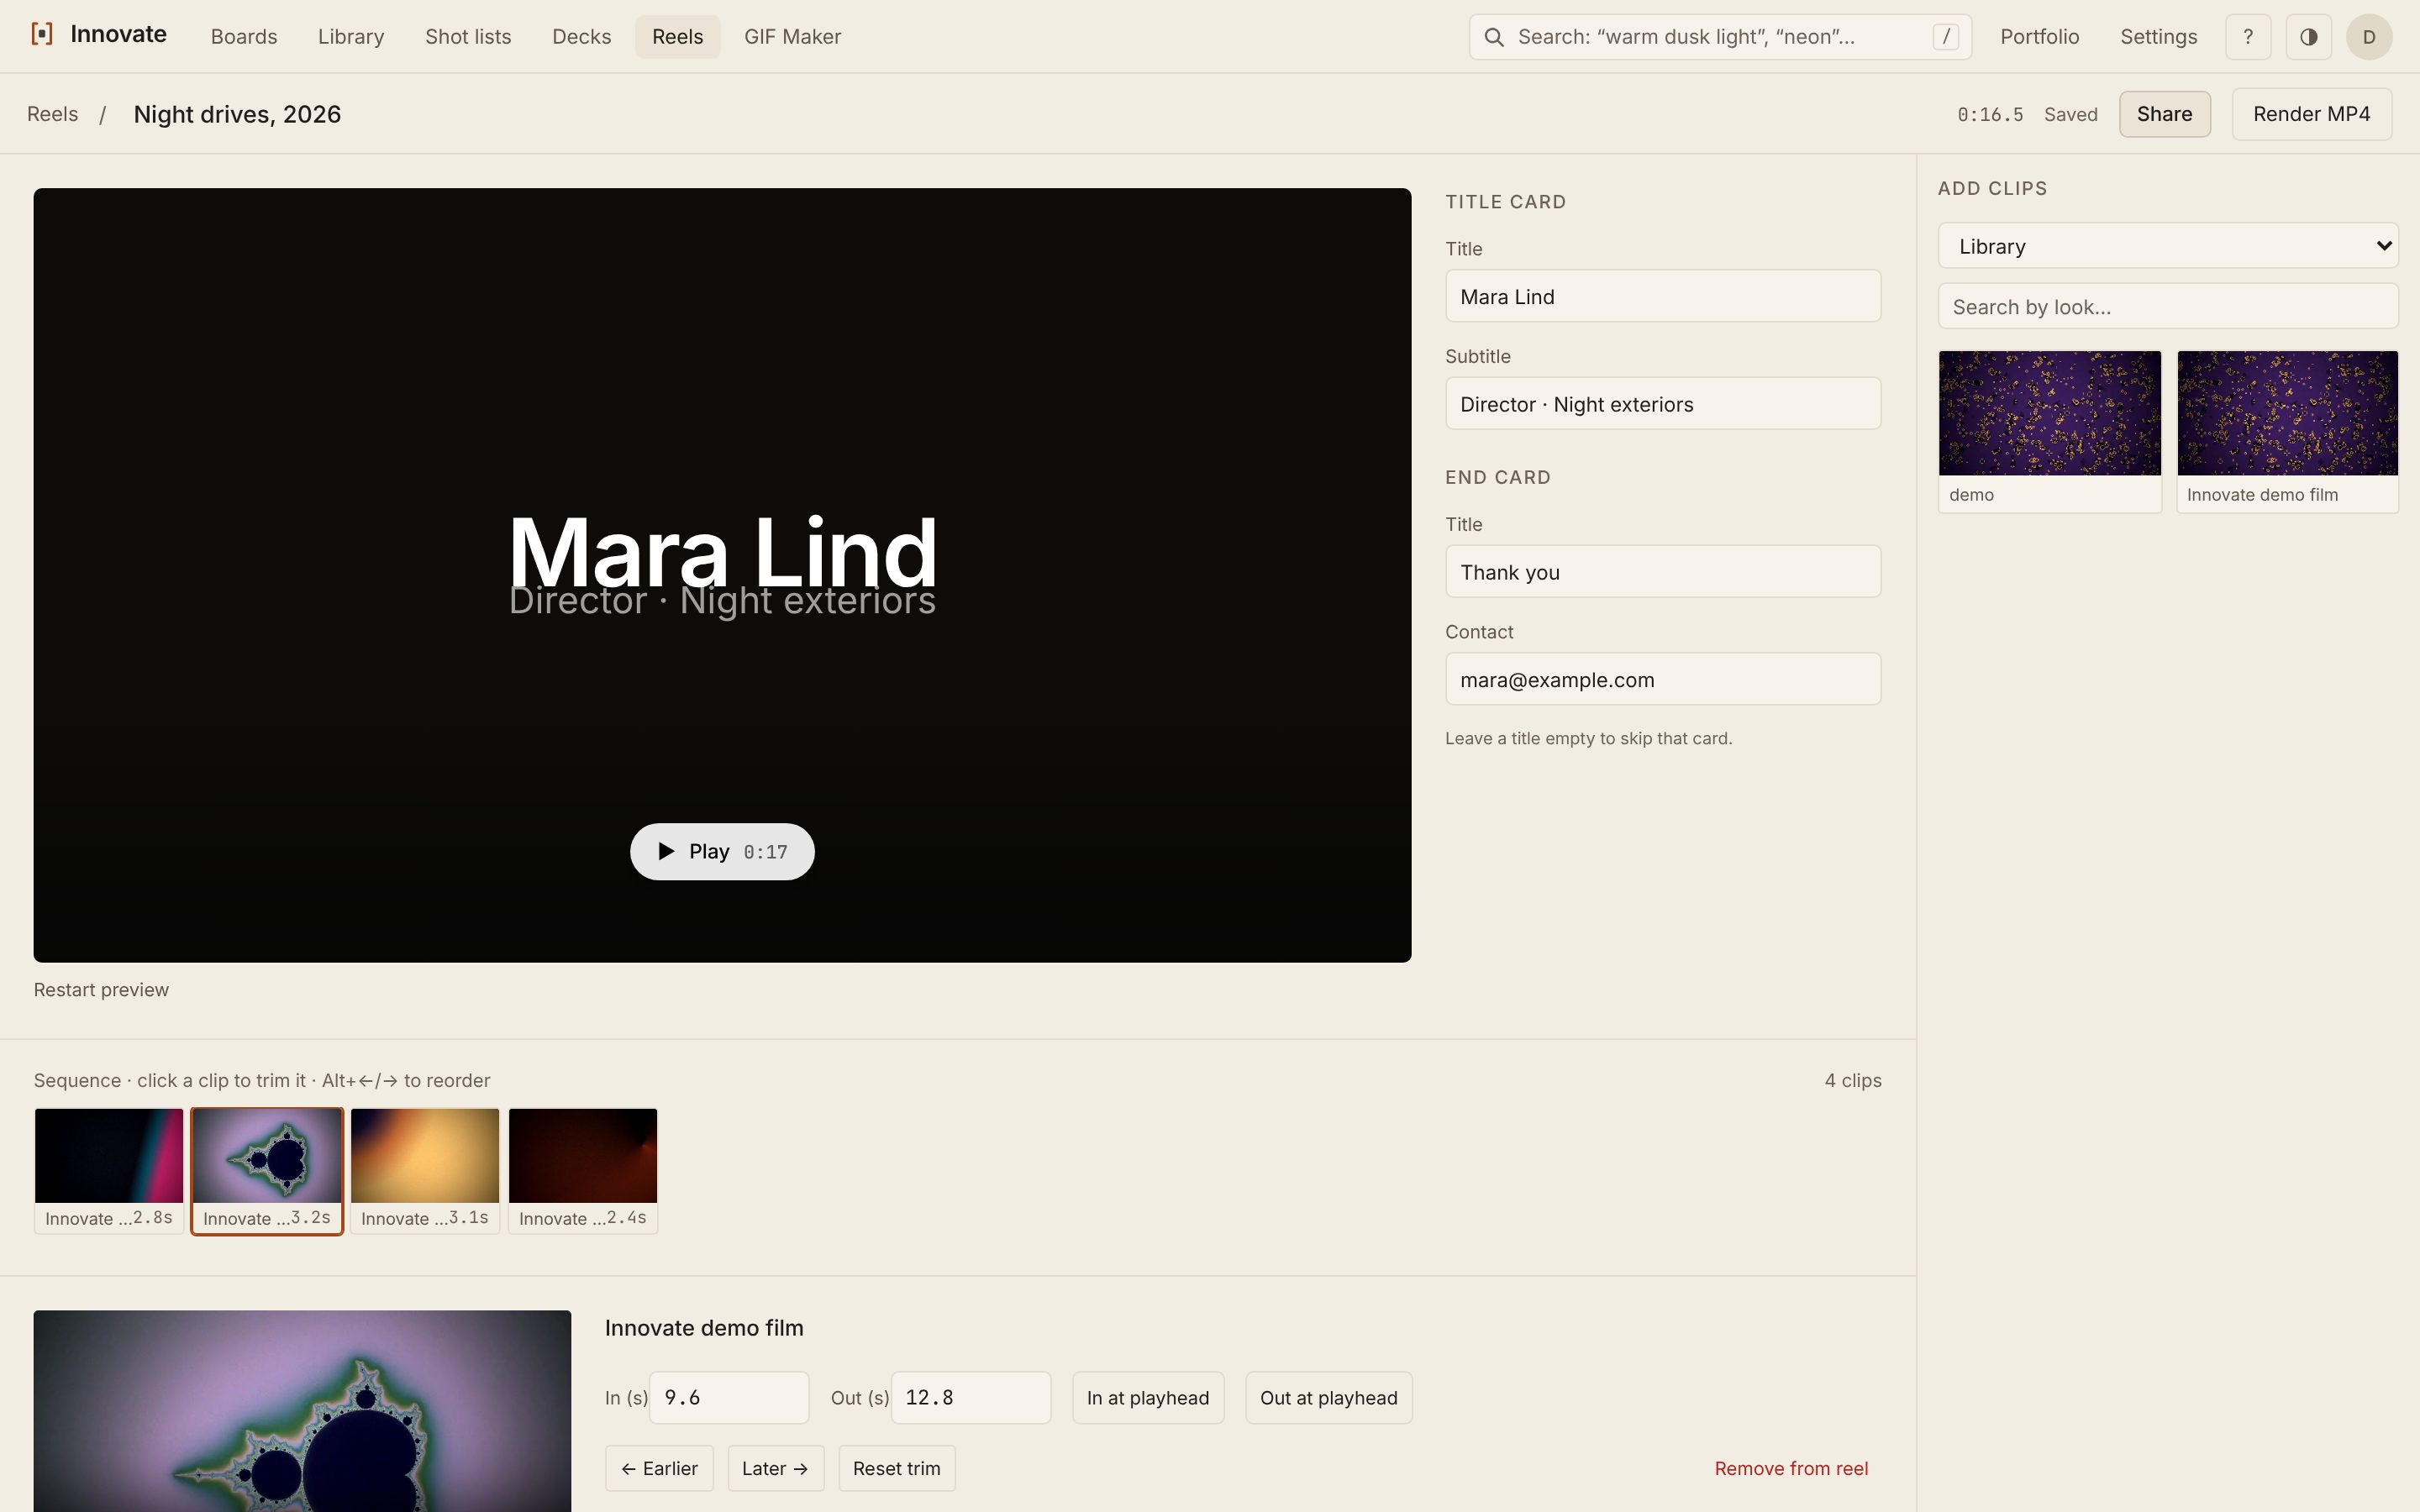 Innovate Boards Library Shot lists Decks Reels GIF Maker Search: “warm dusk light”, “neon”... / Portfolio Settings ? D
Reels / Night drives, 2026 0:16.5 Saved Share Render MP4
Mara Lind
Director · Night exteriors
Play 0:17
Restart preview
TITLE CARD
Title
Mara Lind
Subtitle
Director · Night exteriors
END CARD
Title
Thank you
Contact
mara@example.com
Leave a title empty to skip that card.
ADD CLIPS
Library
Search by look...
demo
Innovate demo film
Sequence · click a clip to trim it · Alt+←/→ to reorder 4 clips
Innovate ...2.8s Innovate ...3.2s Innovate ...3.1s Innovate ...2.4s
Innovate demo film
In (s) 9.6 Out (s) 12.8 In at playhead Out at playhead
← Earlier Later → Reset trim Remove from reel